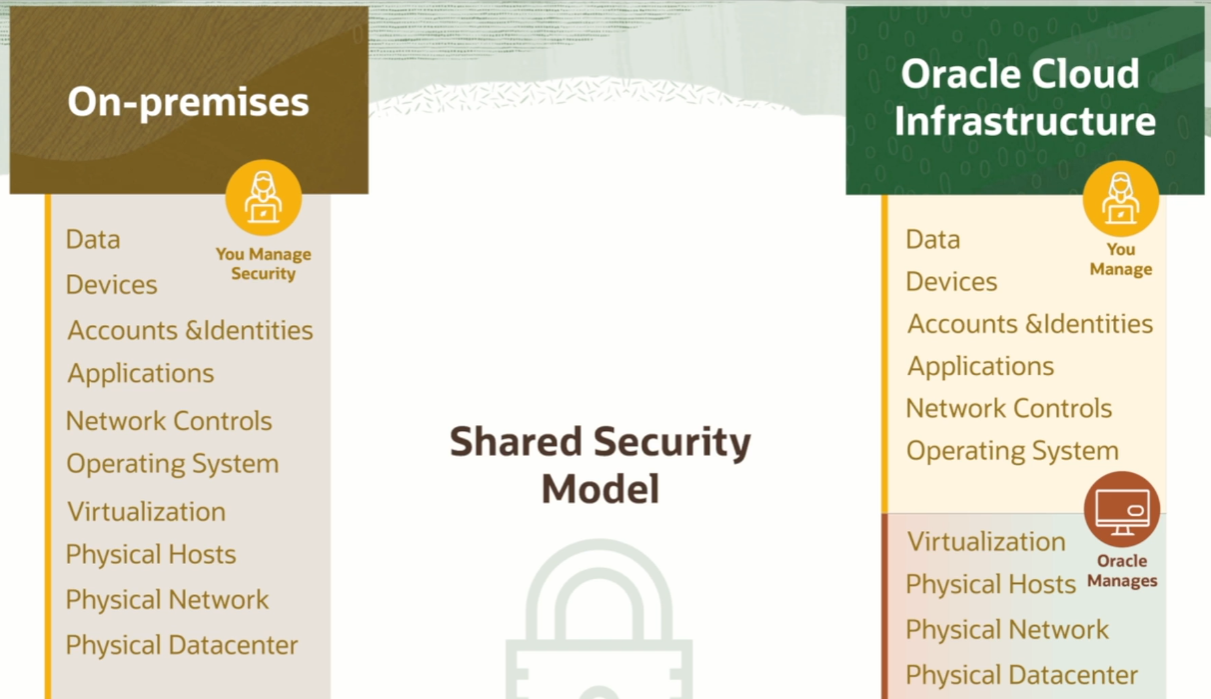 On-premises
You Manage
Security
Data
Devices
Accounts &Identities
Applications
Network Controls
Operating System
Virtualization
Physical Hosts
Physical Network
Physical Datacenter
Shared Security
Model
Oracle Cloud
Infrastructure
You
Manage
Data
Devices
Accounts &Identities
Applications
Network Controls
Operating System
Oracle
Manages
Virtualization
Physical Hosts
Physical Network
Physical Datacenter